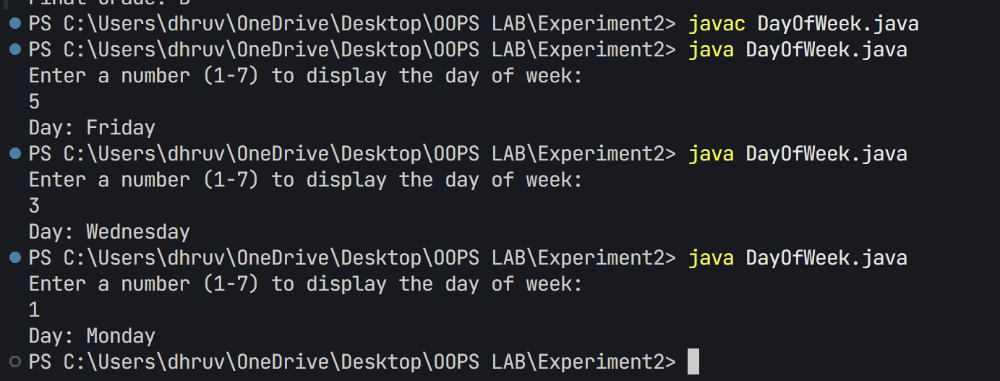 PS C:\Users\dhruv\OneDrive\Desktop\OOPS LAB\Experiment2> javac DayOfWeek.java
PS C:\Users\dhruv\OneDrive\Desktop\OOPS LAB\Experiment2> java DayOfWeek.java
Enter a number (1-7) to display the day of week:
5
Day: Friday
PS C:\Users\dhruv\OneDrive\Desktop\OOPS LAB\Experiment2> java DayOfWeek.java
Enter a number (1-7) to display the day of week:
3
Day: Wednesday
PS C:\Users\dhruv\OneDrive\Desktop\OOPS LAB\Experiment2> java DayOfWeek.java
Enter a number (1-7) to display the day of week:
1
Day: Monday
PS C:\Users\dhruv\OneDrive\Desktop\OOPS LAB\Experiment2>